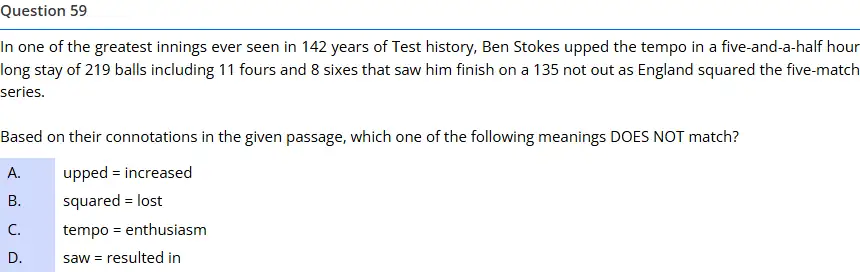 Question 59
In one of the greatest innings ever seen in 142 years of Test history, Ben Stokes upped the tempo in a five-and-a-half hour
long stay of 219 balls including 11 fours and 8 sixes that saw him finish on a 135 not out as England squared the five-match
series.
Based on their connotations in the given passage, which one of the following meanings DOES NOT match?
A. upped = increased
B. squared = lost
C. tempo = enthusiasm
D. saw = resulted in